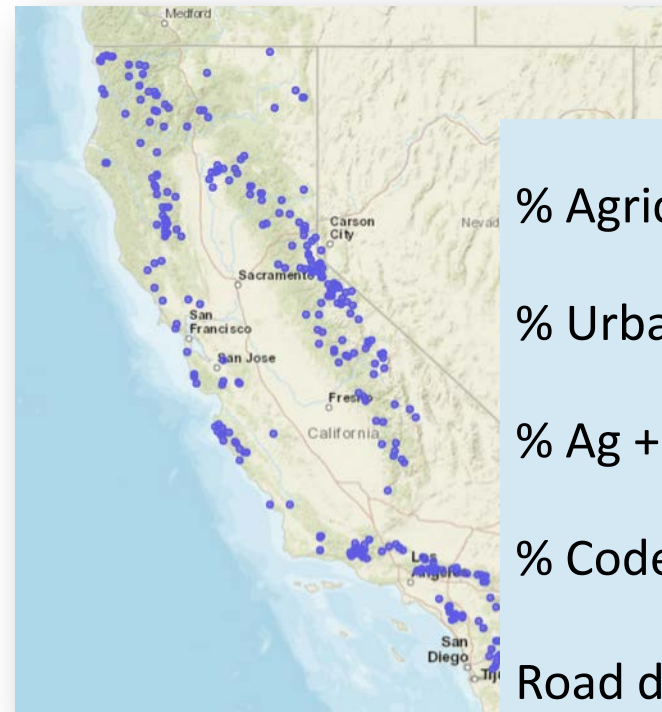 Medford
Carson
City
Nevad
Sacramento
San
Francisco
San Jose
Fresno
California
Los
Angeles
San
Diego
Tiju
% Agric
% Urba
% Ag +
% Code
Road d